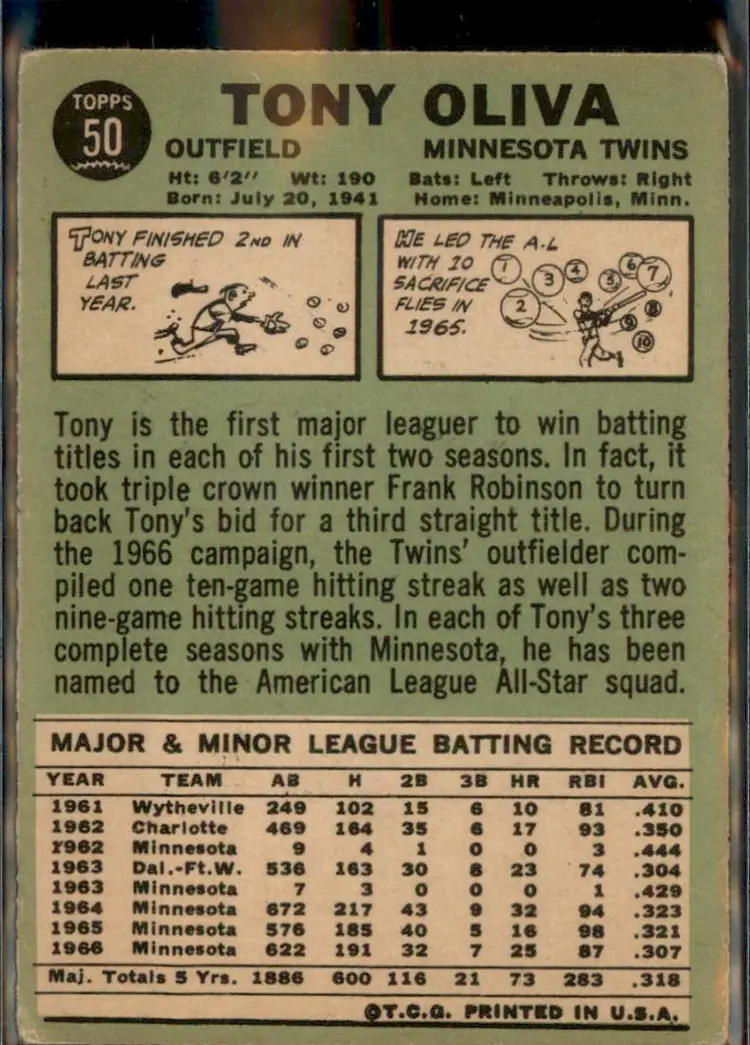 TOPPS
50
TONY OLIVA
OUTFIELD MINNESOTA TWINS
Ht: 6'2" Wt: 190 Bats: Left Throws: Right
Born: July 20, 1941 Home: Minneapolis, Minn.
TONY FINISHED 2ND IN
BATTING
LAST
YEAR.
HE LED THE A.L
WITH 10
SACRIFICE
FLIES IN
1965.
1 2 3 4 5 6 7 8 9 10
Tony is the first major leaguer to win batting
titles in each of his first two seasons. In fact, it
took triple crown winner Frank Robinson to turn
back Tony's bid for a third straight title. During
the 1966 campaign, the Twins' outfielder com-
piled one ten-game hitting streak as well as two
nine-game hitting streaks. In each of Tony's three
complete seasons with Minnesota, he has been
named to the American League All-Star squad.
MAJOR & MINOR LEAGUE BATTING RECORD
YEAR TEAM AB H 2B 3B HR RBI AVG.
1961 Wytheville 249 102 15 6 10 81 .410
1962 Charlotte 469 164 35 6 17 93 .350
1962 Minnesota 9 4 1 0 0 3 .444
1963 Dal.-Ft.W. 536 163 30 8 23 74 .304
1963 Minnesota 7 3 0 0 0 1 .429
1964 Minnesota 672 217 43 9 32 94 .323
1965 Minnesota 576 185 40 5 16 98 .321
1966 Minnesota 622 191 32 7 25 87 .307
Maj. Totals 5 Yrs. 1886 600 116 21 73 283 .318
©T.C.G. PRINTED IN U.S.A.